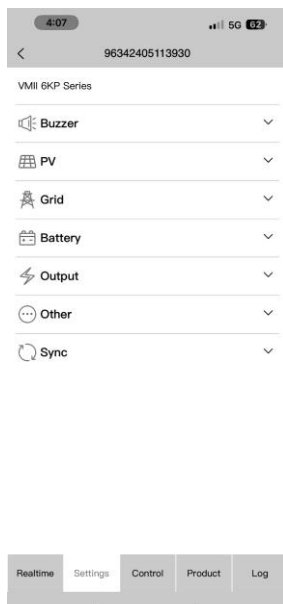 4:07 5G 62
96342405113930
VMII 6KP Series
Buzzer
PV
Grid
Battery
Output
Other
Sync
Realtime Settings Control Product Log